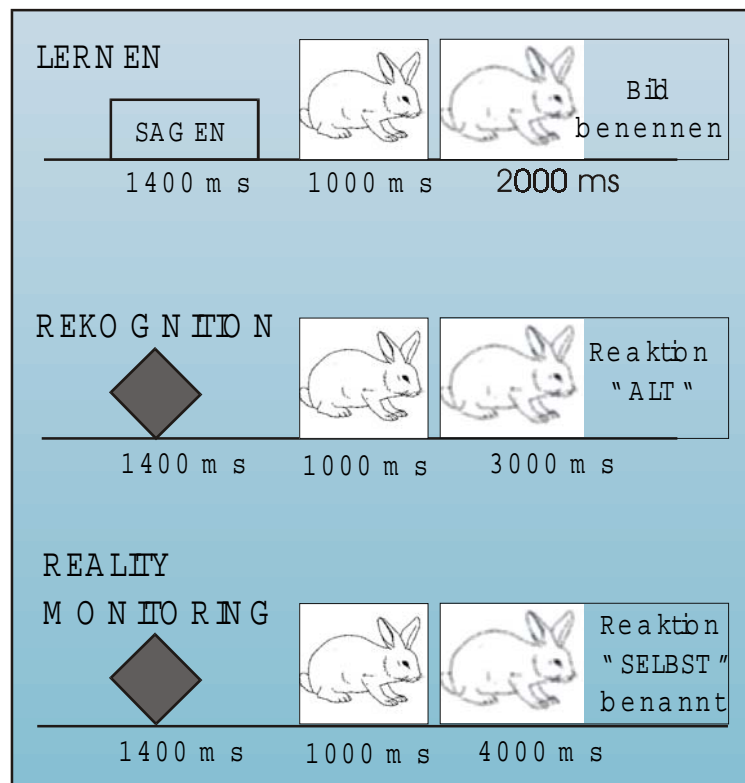 LERNEN
SAGEN
Bild
benennen
1400 ms
1000 ms
2000 ms
REKOGNITION
Reaktion
"ALT"
1400 ms
1000 ms
3000 ms
REALITY
MONITORING
Reaktion
"SELBST"
benannt
1400 ms
1000 ms
4000 ms